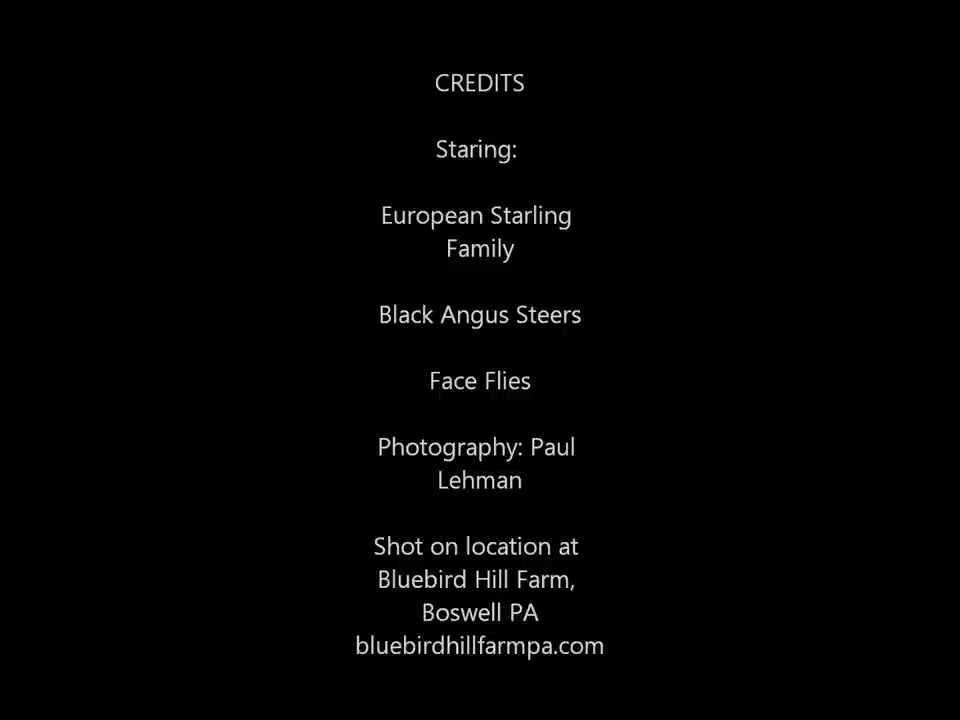 CREDITS
Staring:
European Starling
Family
Black Angus Steers
Face Flies
Photography: Paul
Lehman
Shot on location at
Bluebird Hill Farm,
Boswell PA
bluebirdhillfarmpa.com